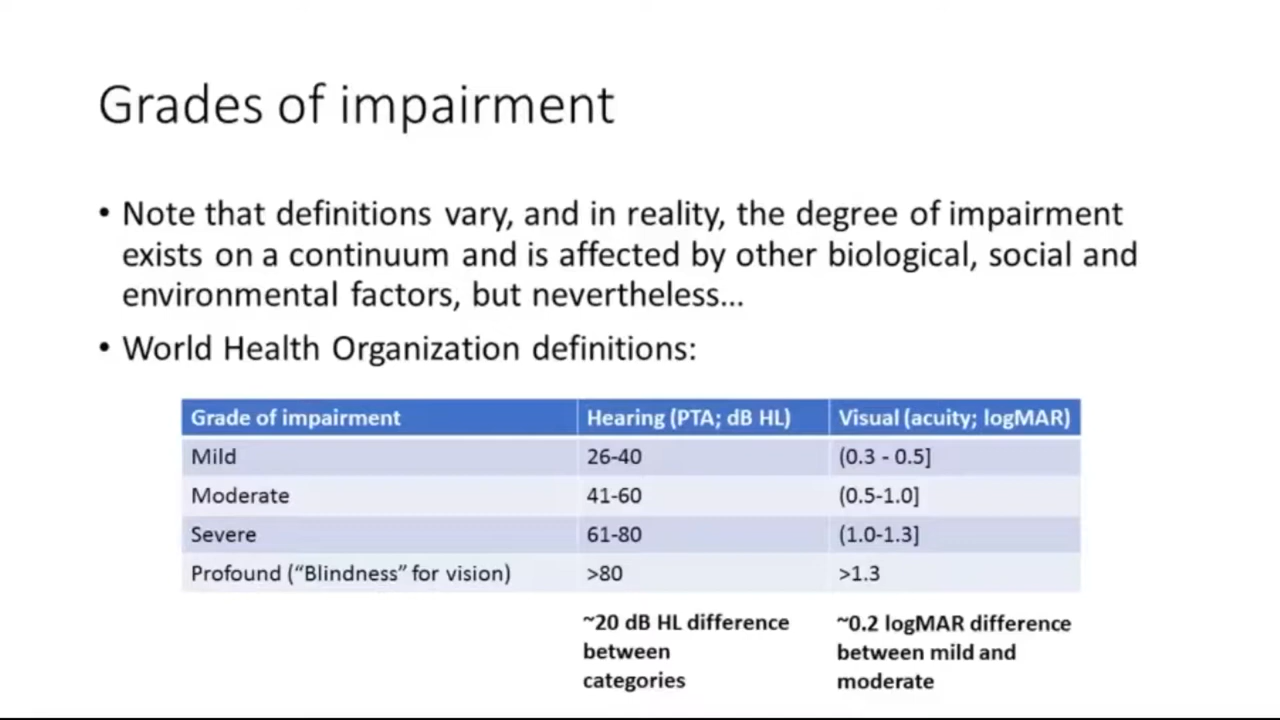 Grades of impairment
• Note that definitions vary, and in reality, the degree of impairment
exists on a continuum and is affected by other biological, social and
environmental factors, but nevertheless...
• World Health Organization definitions:
Grade of impairment Hearing (PTA; dB HL) Visual (acuity; logMAR)
Mild 26-40 (0.3 - 0.5]
Moderate 41-60 (0.5-1.0]
Severe 61-80 (1.0-1.3]
Profound (“Blindness” for vision) >80 >1.3
~20 dB HL difference
between
categories
~0.2 logMAR difference
between mild and
moderate